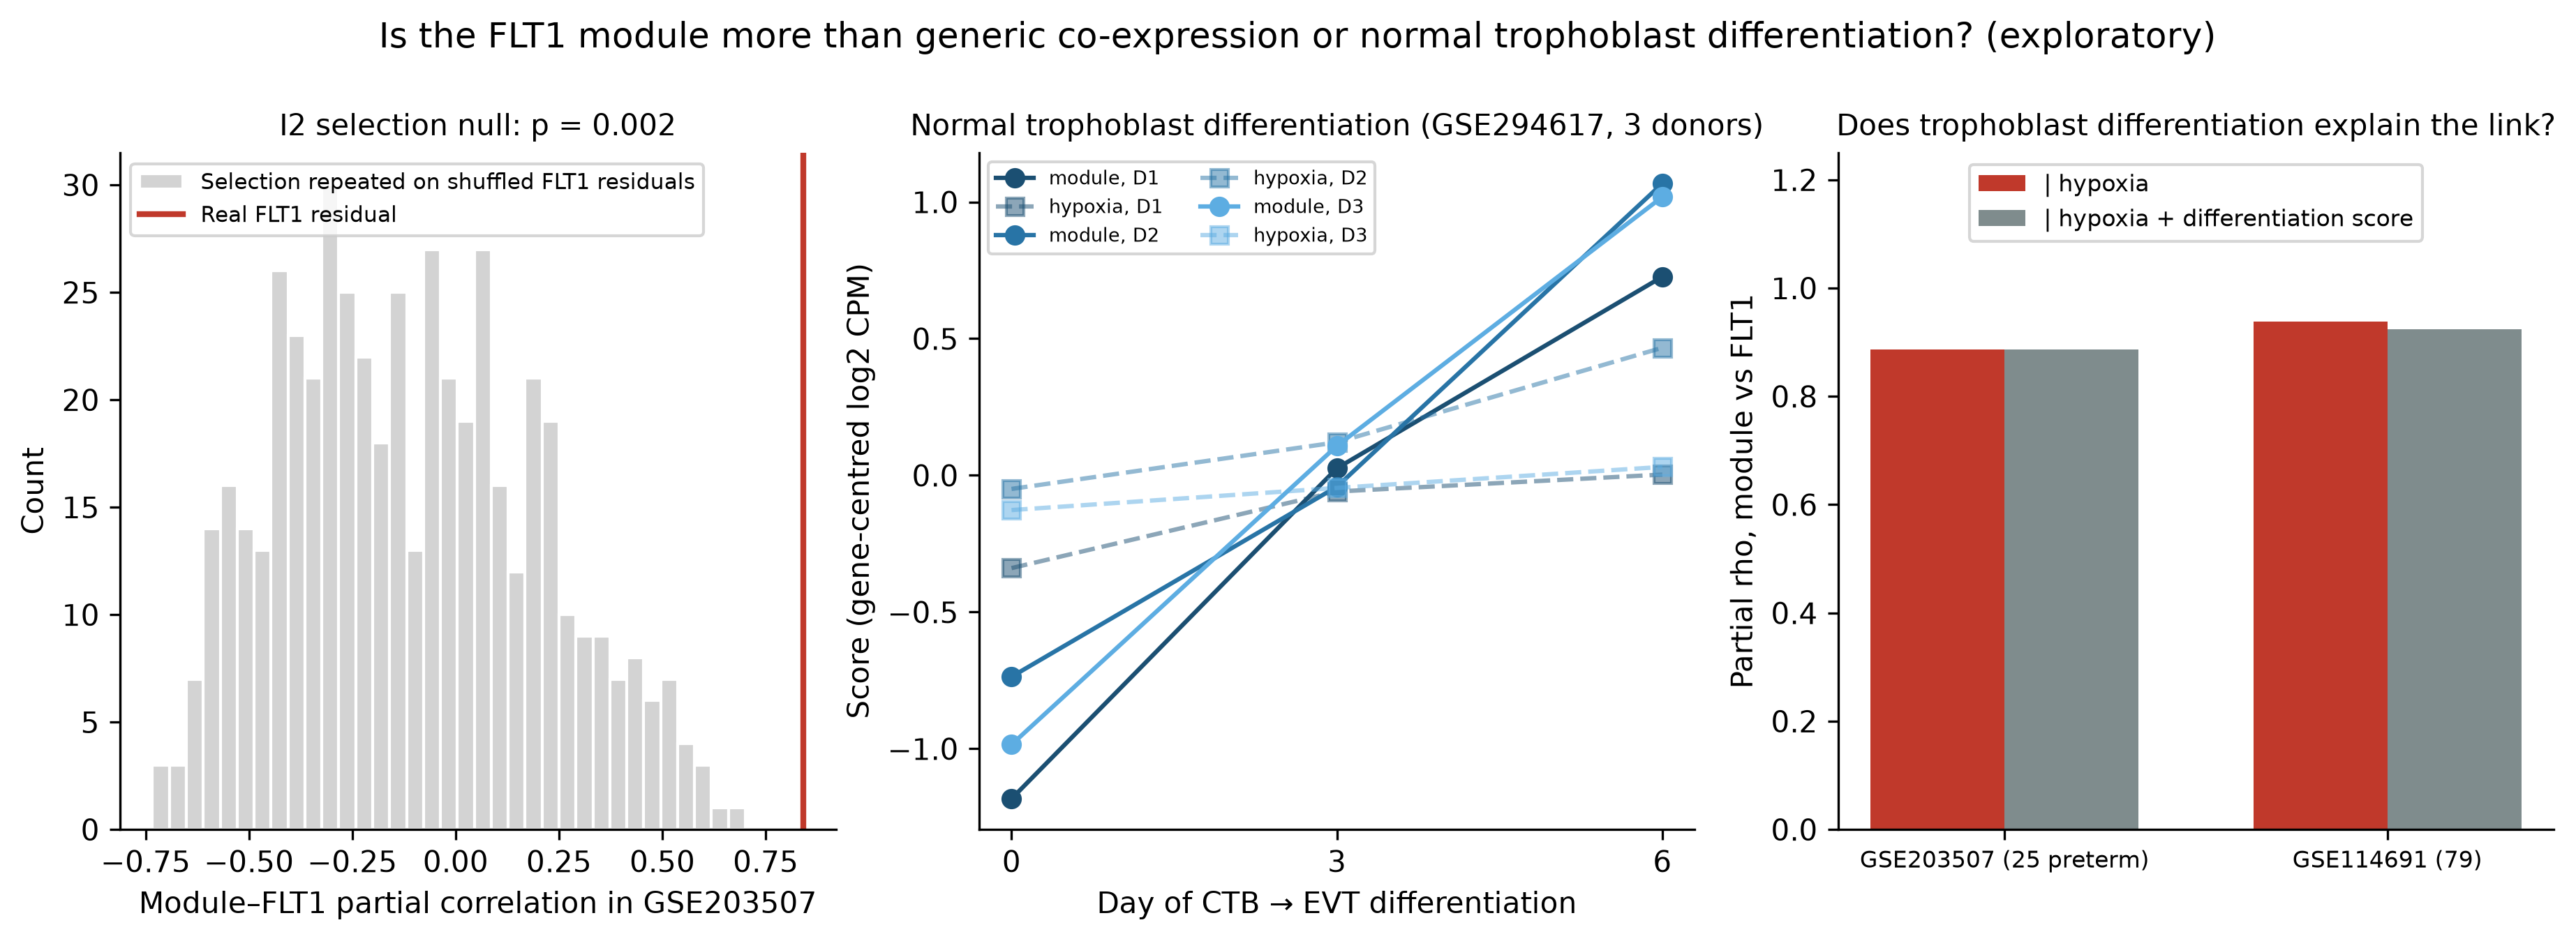 Is the FLT1 module more than generic co-expression or normal trophoblast differentiation? (exploratory)
I2 selection null: p = 0.002
Selection repeated on shuffled FLT1 residuals
Real FLT1 residual
30
25
20
15
10
5
0
Count
−0.75 −0.50 −0.25 0.00 0.25 0.50 0.75
Module–FLT1 partial correlation in GSE203507
Normal trophoblast differentiation (GSE294617, 3 donors)
module, D1
hypoxia, D1
module, D2
hypoxia, D2
module, D3
hypoxia, D3
1.0
0.5
0.0
−0.5
−1.0
Score (gene-centred log2 CPM)
0 3 6
Day of CTB → EVT differentiation
Does trophoblast differentiation explain the link?
| hypoxia
| hypoxia + differentiation score
1.2
1.0
0.8
0.6
0.4
0.2
0.0
Partial rho, module vs FLT1
GSE203507 (25 preterm) GSE114691 (79)